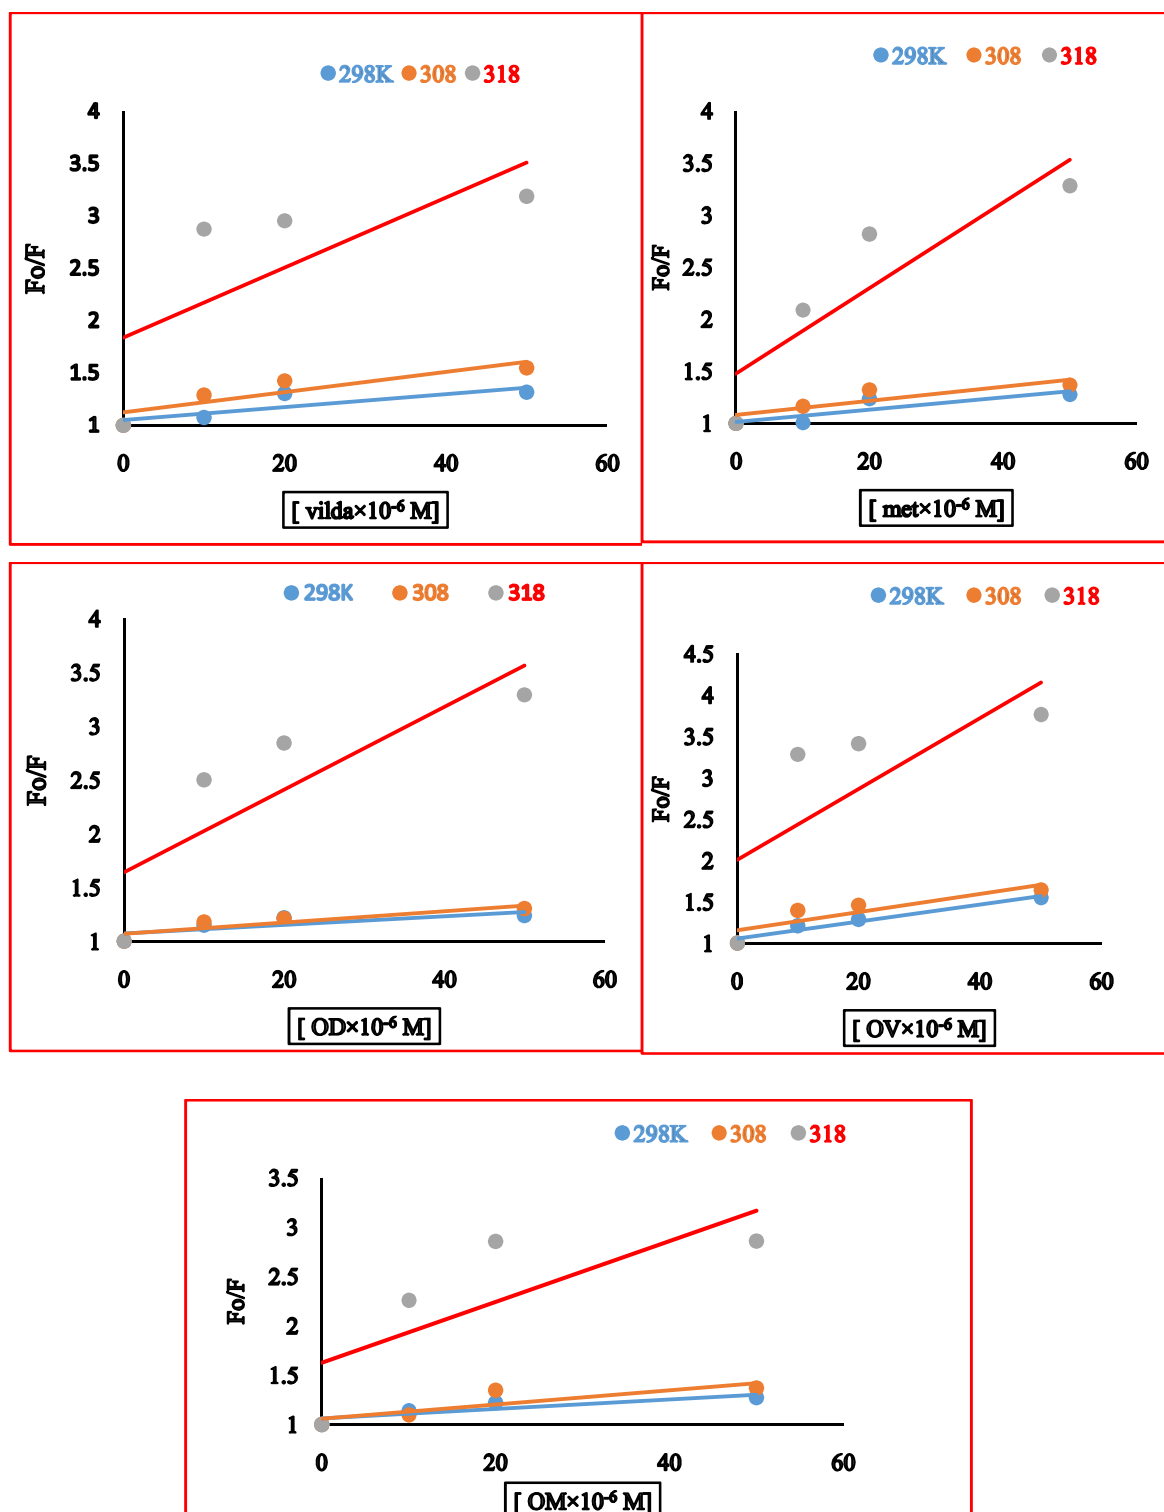 298K 308 318
4
3.5
3
2.5
2
1.5
1
0 20 40 60
Fo/F
[ vilda×10-6 M]
298K 308 318
4
3.5
3
2.5
2
1.5
1
0 20 40 60
Fo/F
[ met×10-6 M]
298K 308 318
4
3.5
3
2.5
2
1.5
1
0 20 40 60
Fo/F
[ OD×10-6 M]
298K 308 318
4.5
4
3.5
3
2.5
2
1.5
1
0 20 40 60
Fo/F
[ OV×10-6 M]
298K 308 318
3.5
3
2.5
2
1.5
1
0 20 40 60
Fo/F
[ OM×10-6 M]